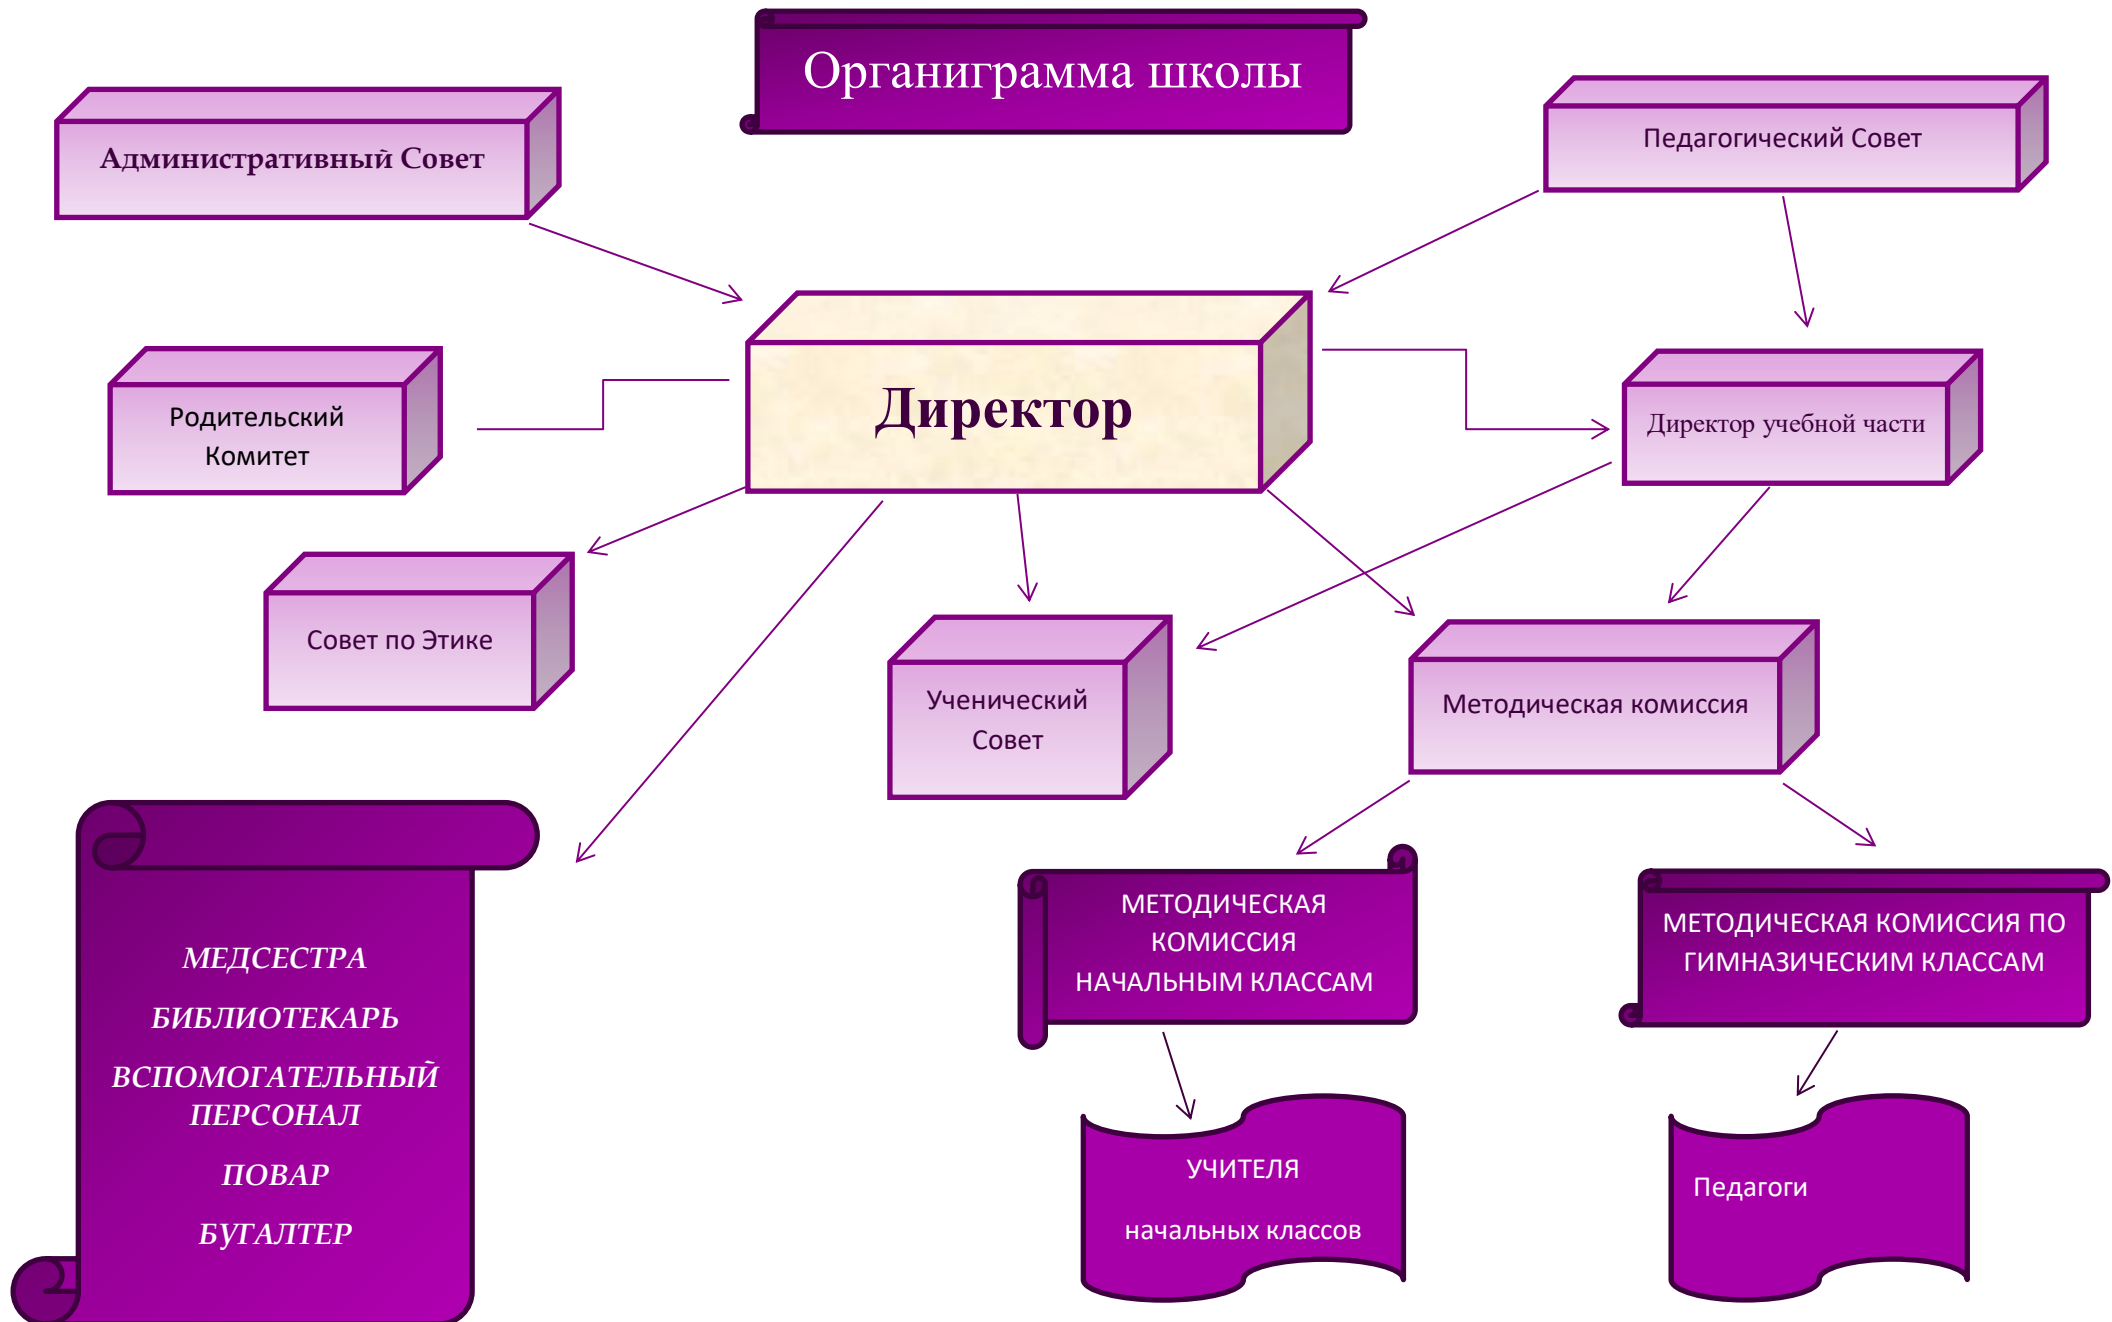 Органиграмма школы
Административный Совет
Педагогический Совет
Директор
Родительский
Комитет
Директор учебной части
Совет по Этике
Ученический
Совет
Методическая комиссия
МЕДСЕСТРА
БИБЛИОТЕКАРЬ
ВСПОМОГАТЕЛЬНЫЙ
ПЕРСОНАЛ
ПОВАР
БУГАЛТЕР
МЕТОДИЧЕСКАЯ
КОМИССИЯ
НАЧАЛЬНЫМ КЛАССАМ
МЕТОДИЧЕСКАЯ КОМИССИЯ ПО
ГИМНАЗИЧЕСКИМ КЛАССАМ
УЧИТЕЛЯ
начальных классов
Педагоги